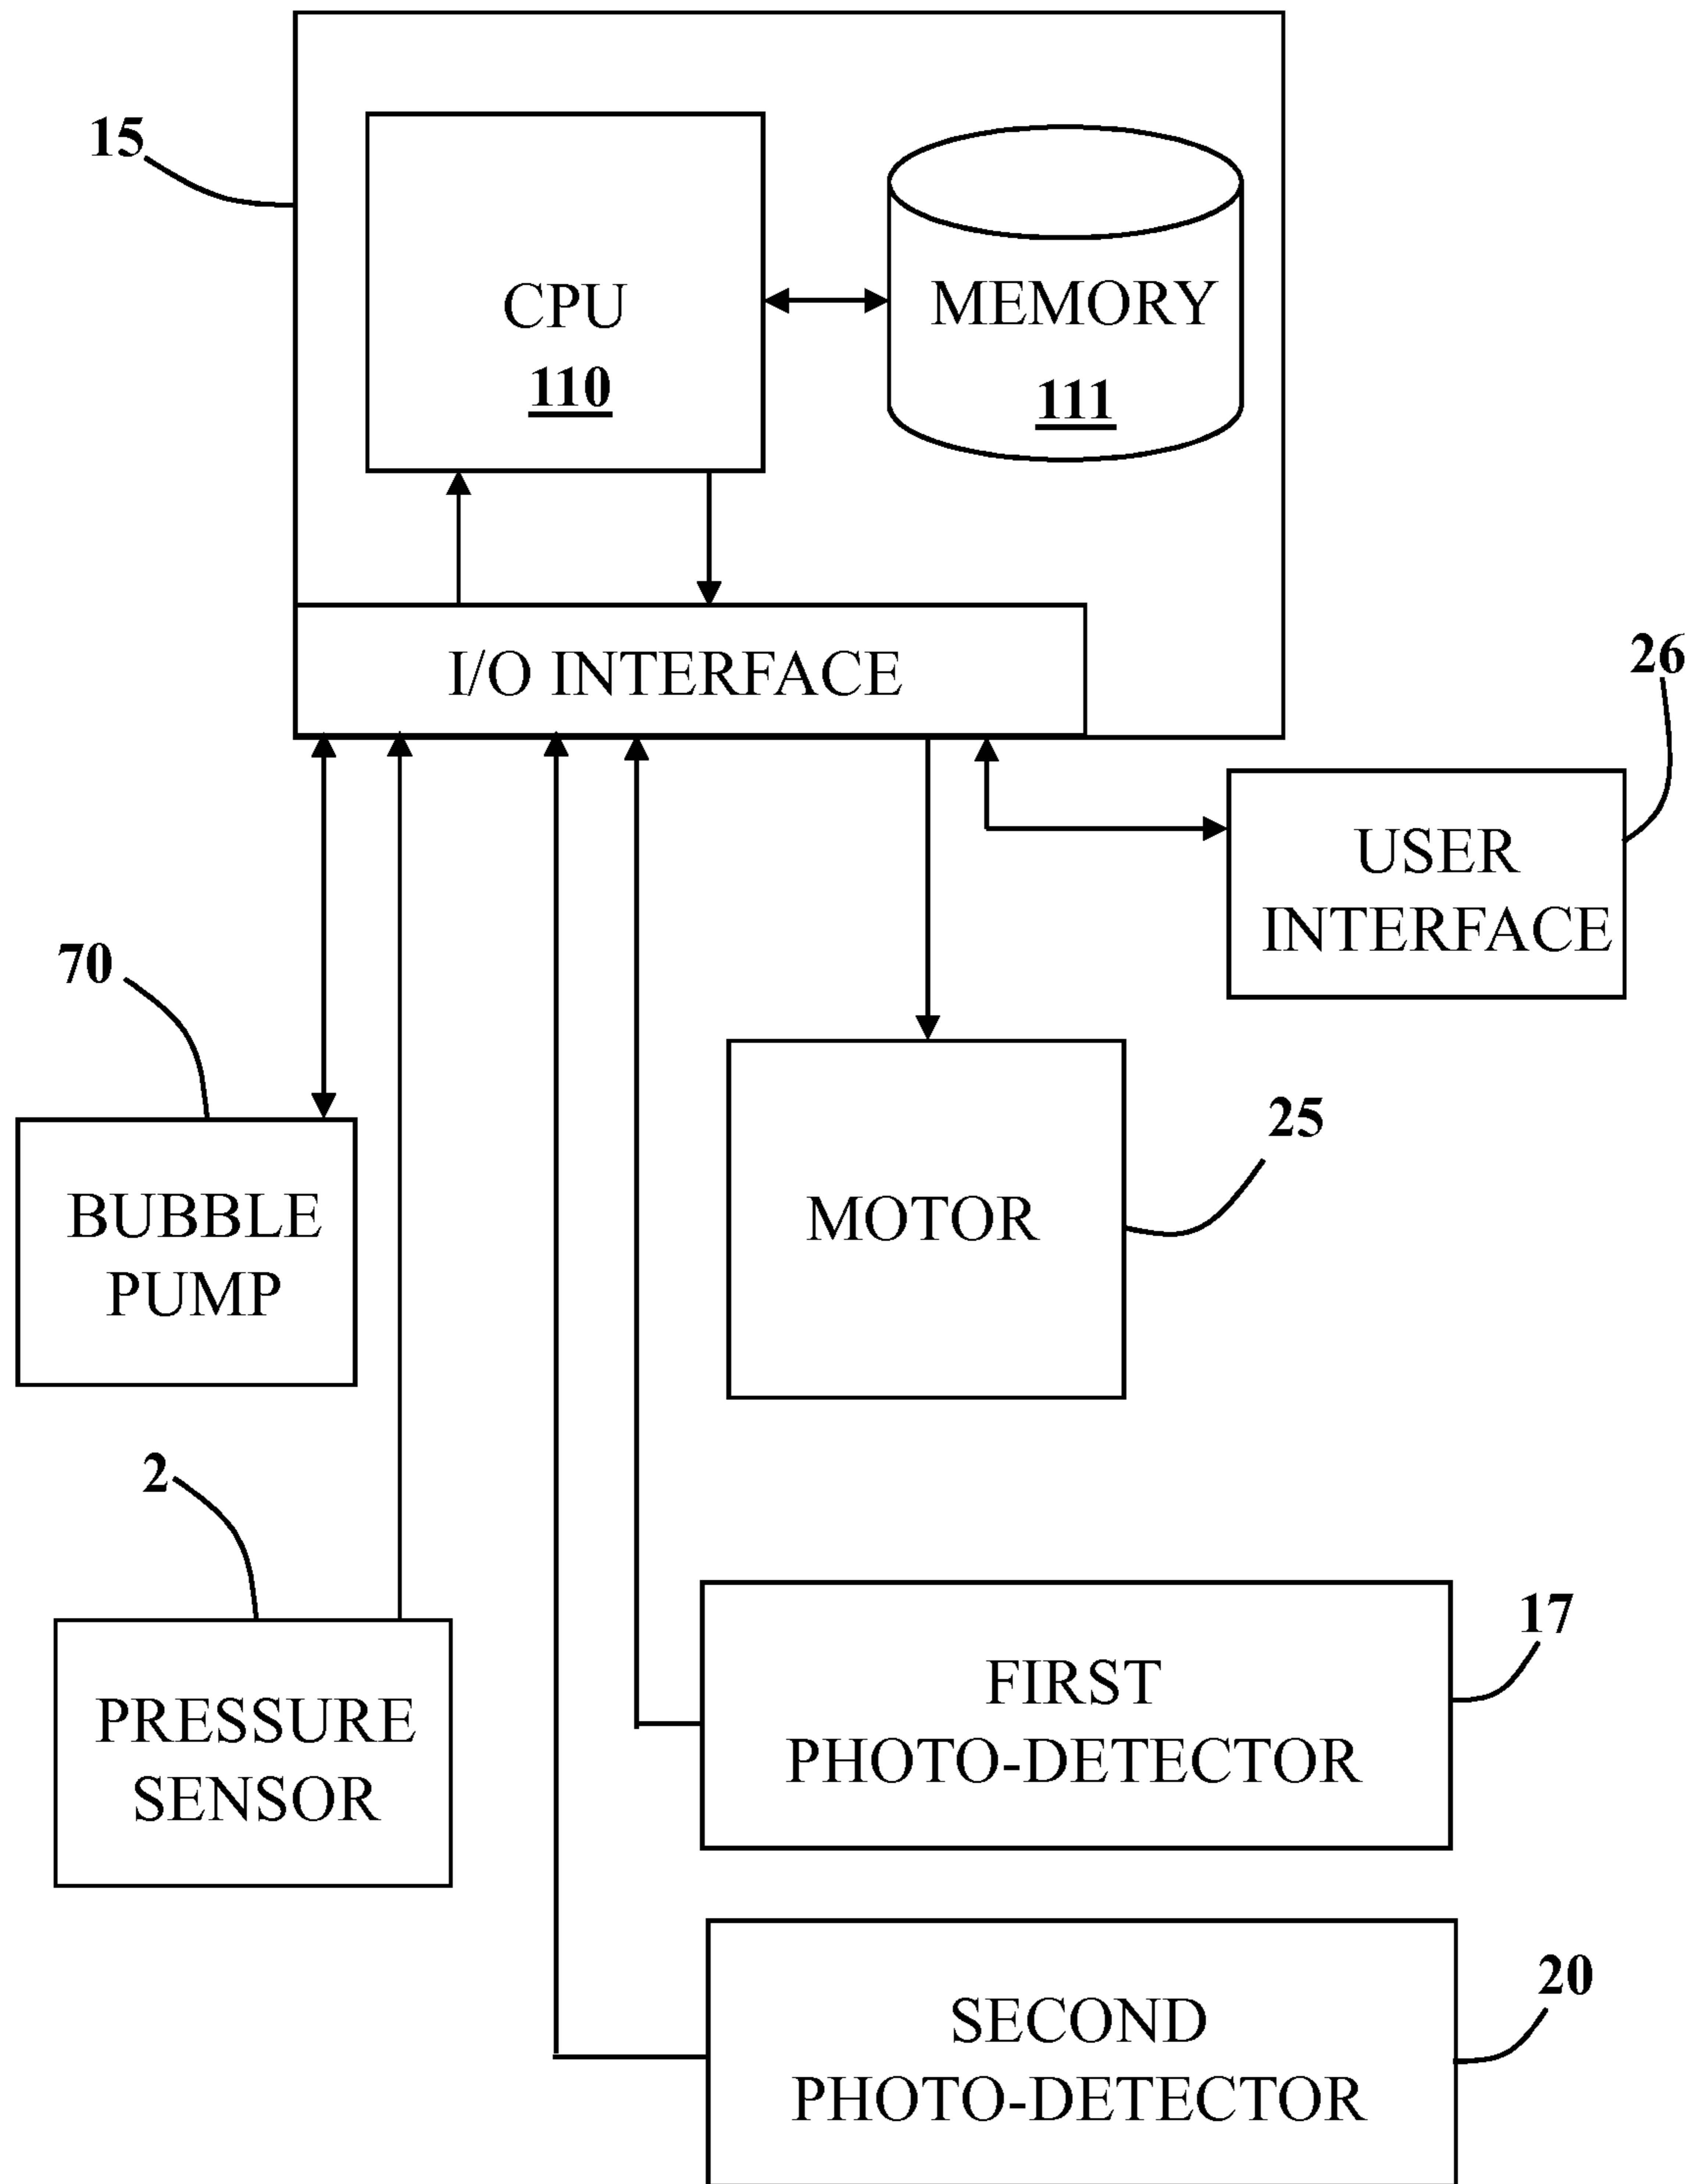 15
CPU
110
MEMORY
111
I/O INTERFACE
26
USER
INTERFACE
70
BUBBLE
PUMP
25
MOTOR
2
PRESSURE
SENSOR
17
FIRST
PHOTO-DETECTOR
20
SECOND
PHOTO-DETECTOR